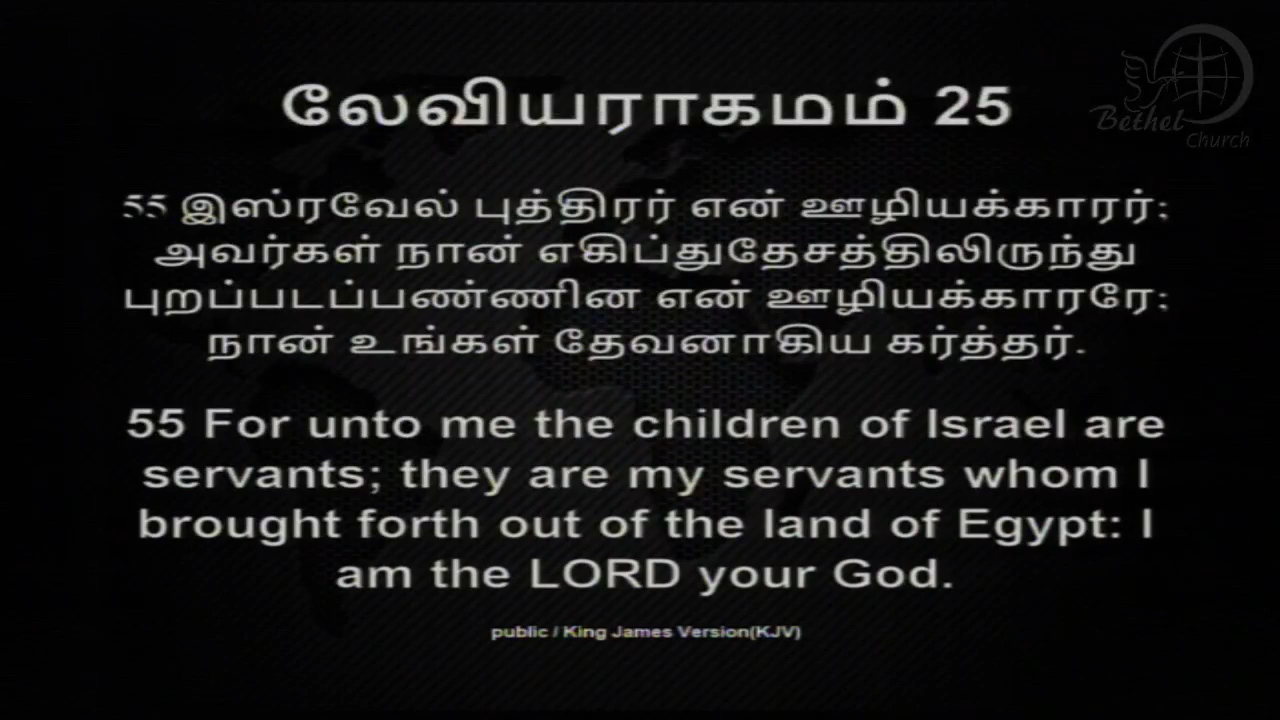 Bethel
Church
லேவியராகமம் 25
55 இஸ்ரவேல் புத்திரர் என் ஊழியக்காரர்;
அவர்கள் நான் எகிப்துதேசத்திலிருந்து
புறப்படப்பண்ணின என் ஊழியக்காரரே;
நான் உங்கள் தேவனாகிய கர்த்தர்.
55 For unto me the children of Israel are
servants; they are my servants whom I
brought forth out of the land of Egypt: I
am the LORD your God.
public / King James Version(KJV)